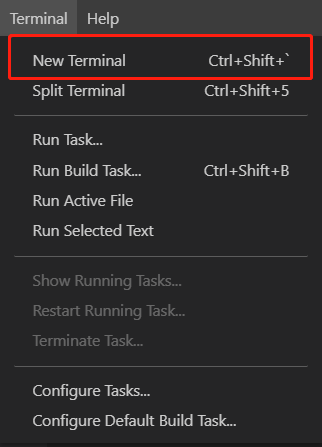 Terminal Help
New Terminal Ctrl+Shift+`
Split Terminal Ctrl+Shift+5
Run Task...
Run Build Task... Ctrl+Shift+B
Run Active File
Run Selected Text
Show Running Tasks...
Restart Running Task...
Terminate Task...
Configure Tasks...
Configure Default Build Task...